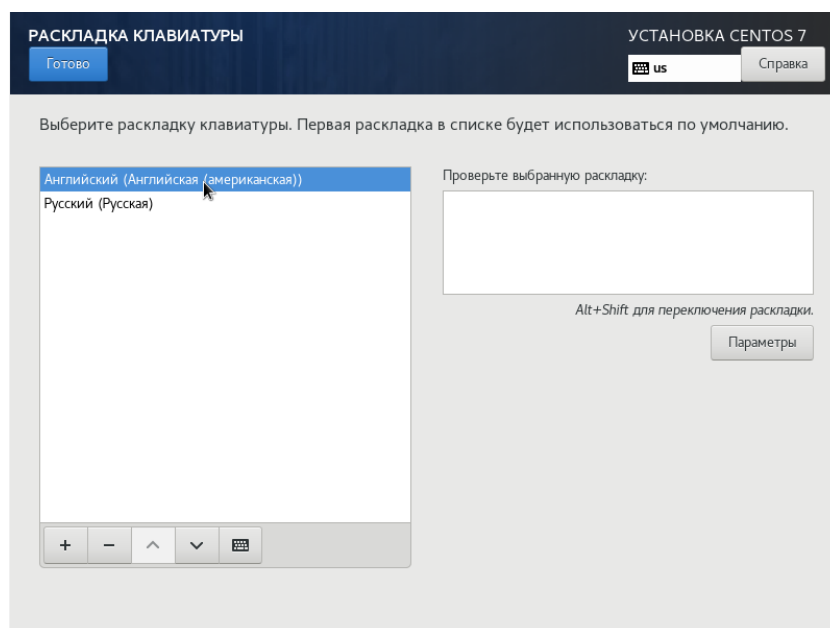 РАСКЛАДКА КЛАВИАТУРЫ
УСТАНОВКА CENTOS 7
Готово
us
Справка
Выберите раскладку клавиатуры. Первая раскладка в списке будет использоваться по умолчанию.
Английский (Английская (американская))
Русский (Русская)
Проверьте выбранную раскладку:
Alt+Shift для переключения раскладки.
Параметры